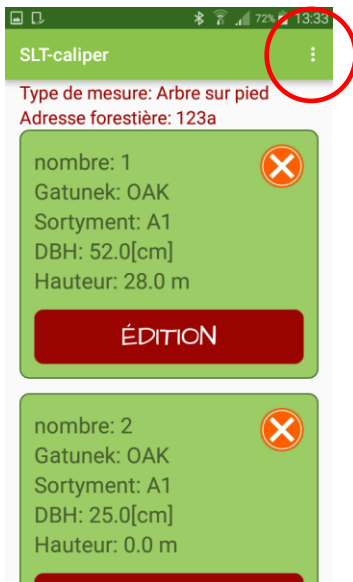 72% 13:33
SLT-caliper
Type de mesure: Arbre sur pied
Adresse forestière: 123a
nombre: 1
Gatunek: OAK
Sortyment: A1
DBH: 52.0[cm]
Hauteur: 28.0 m
ÉDITION
nombre: 2
Gatunek: OAK
Sortyment: A1
DBH: 25.0[cm]
Hauteur: 0.0 m